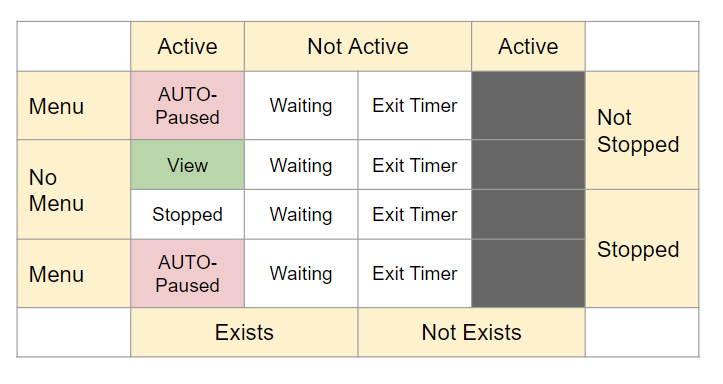 Active Not Active Active
Menu AUTO-Paused Waiting Exit Timer Not Stopped
No Menu View Waiting Exit Timer
Stopped Waiting Exit Timer Stopped
Menu AUTO-Paused Waiting Exit Timer
Exists Not Exists